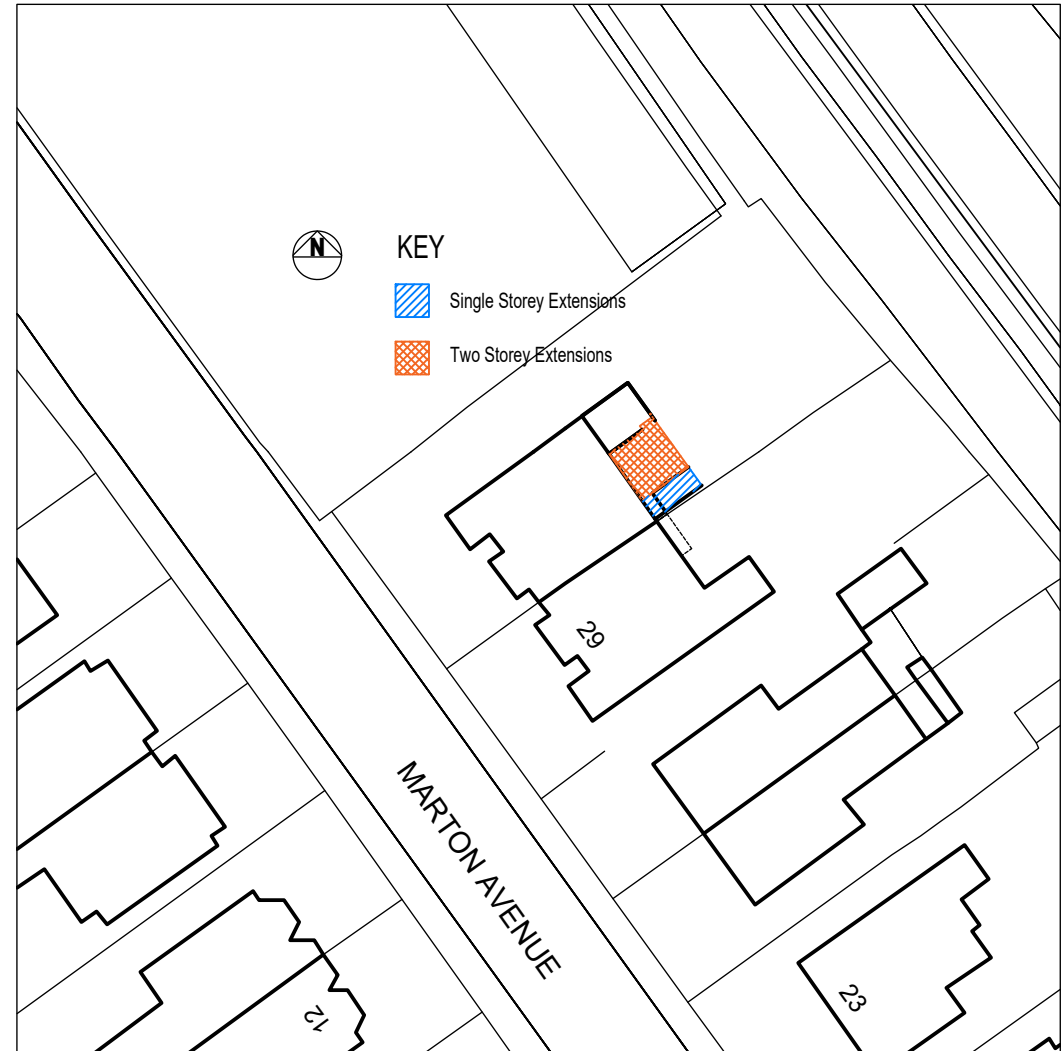 N
KEY
Single Storey Extensions
Two Storey Extensions
29
MARTON AVENUE
12
23